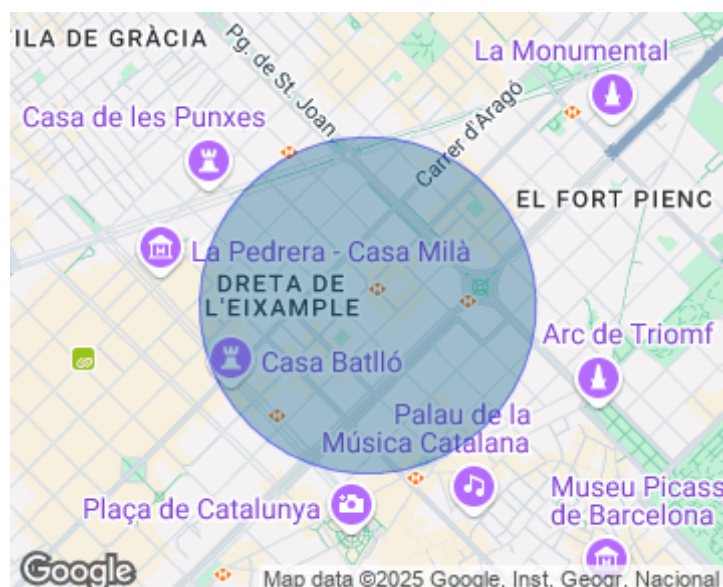 ILA DE GRÀCIA
La Monumental
Pg. de St. Joan
Casa de les Punxes
Carrer d'Aragó
EL FORT PIENC
La Pedrera - Casa Milà
DRETA DE
L'EIXAMPLE
Arc de Triomf
Casa Batlló
Palau de la
Música Catalana
Plaça de Catalunya
Museu Picass
de Barcelona
Google
Map data ©2025 Google, Inst. Geogr. Nacional